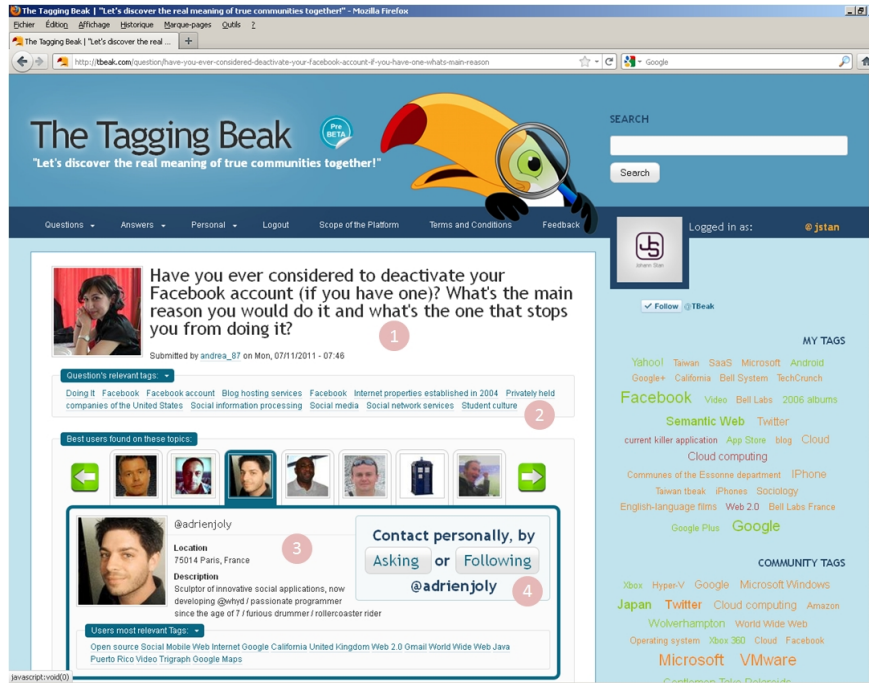 The Tagging Beak | "Let's discover the real meaning of true communities together!" - Mozilla Firefox
Fichier Édition Affichage Historique Marque-pages Outils ?
The Tagging Beak | "Let's discover the real ...
http://tbeak.com/question/have-you-ever-considered-deactivate-your-facebook-account-if-you-have-one-whats-main-reason
Google
The Tagging Beak
Pre
BETA
"Let's discover the real meaning of true communities together!"
SEARCH
Search
Questions Answers Personal Logout Scope of the Platform Terms and Conditions Feedback
JS
Johann Stan
Logged in as: @jstan
Follow @TBeak
Have you ever considered to deactivate your
Facebook account (if you have one)? What's the main
reason you would do it and what's the one that stops
you from doing it?
1
Submitted by andrea_87 on Mon, 07/11/2011 - 07:46
Question's relevant tags:
Doing It Facebook Facebook account Blog hosting services Facebook Internet properties established in 2004 Privately held
companies of the United States Social information processing Social media Social network services Student culture
2
Best users found on these topics:
@adrienjoly
Location
75014 Paris, France
3
Description
Sculptor of innovative social applications, now
developing @whyd / passionate programmer
since the age of 7 / furious drummer / rollercoaster rider
Contact personally, by
Asking or Following
@adrienjoly
4
Users most relevant Tags:
Open source Social Mobile Web Internet Google California United Kingdom Web 2.0 Gmail World Wide Web Java
Puerto Rico Video Trigraph Google Maps
MY TAGS
Yahoo! Taiwan SaaS Microsoft Android
Google+ California Bell System TechCrunch
Facebook Video Bell Labs 2006 albums
Semantic Web Twitter
current killer application App Store blog Cloud
Cloud computing
Communes of the Essonne department IPhone
Taiwan tbeak iPhones Sociology
English-language films Web 2.0 Bell Labs France
Google Plus Google
COMMUNITY TAGS
Xbox Hyper-V Google Microsoft Windows
Japan Twitter Cloud computing Amazon
Wolverhampton World Wide Web
Operating system Xbox 360 Cloud Facebook
Microsoft VMware
Gentlemen Take Polaroids
javascript:void(0)